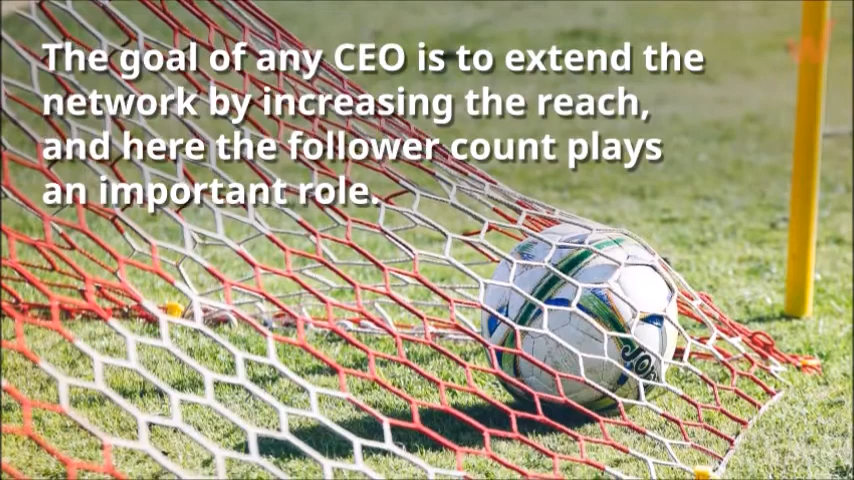 The goal of any CEO is to extend the
network by increasing the reach,
and here the follower count plays
an important role.